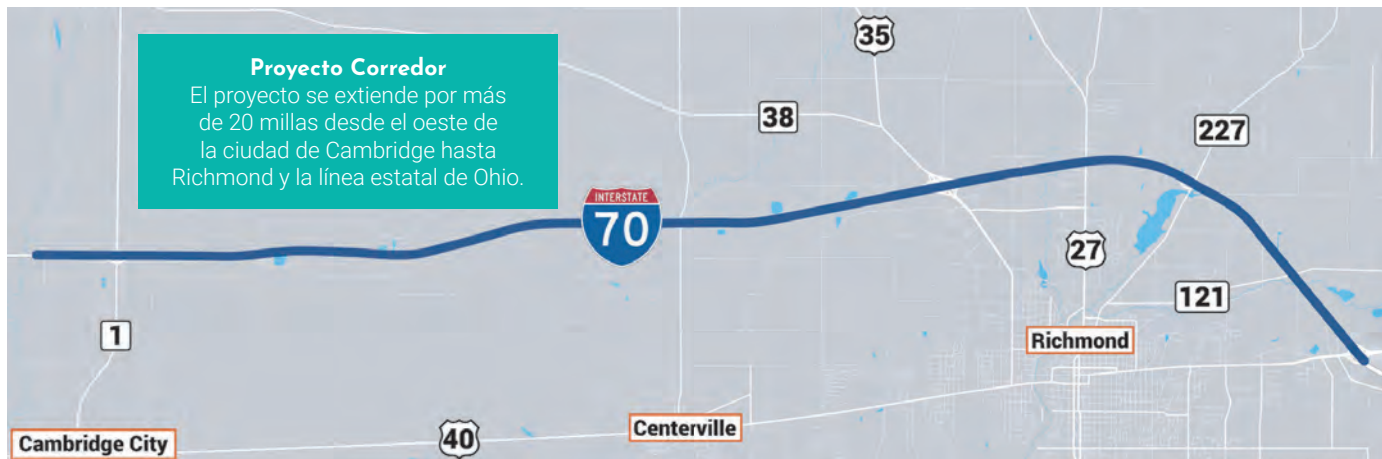 Proyecto Corredor
El proyecto se extiende por más
de 20 millas desde el oeste de
la ciudad de Cambridge hasta
Richmond y la línea estatal de Ohio.
35
38
227
INTERSTATE
70
27
121
1
Richmond
Cambridge City
40
Centerville